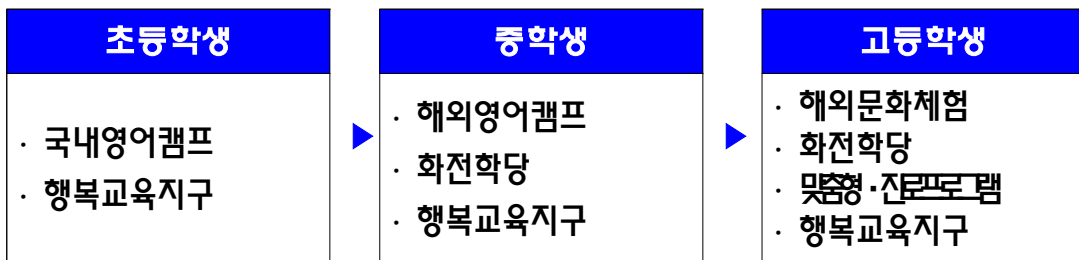 초등학생
· 국내영어캠프
· 행복교육지구
중학생
· 해외영어캠프
· 화전학당
· 행복교육지구
고등학생
· 해외문화체험
· 화전학당
· 맞춤형·진로프로그램
· 행복교육지구